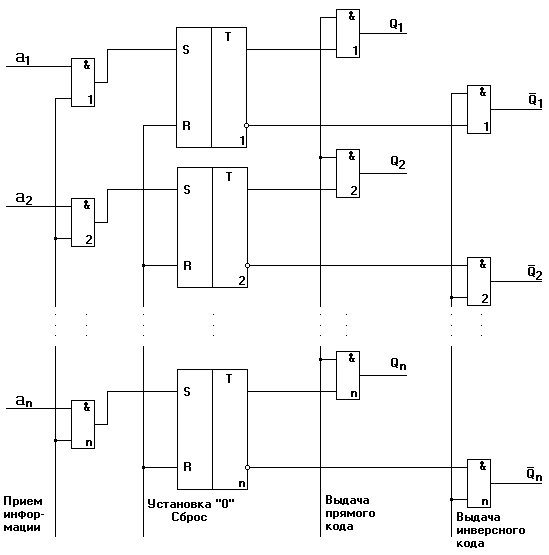 Q1
&
1
S T
a1
&
1
& Q̄1
1
R
1
Q2
&
2
S T
a2
&
2
& Q̄2
2
R
2
Qn
&
n
S T
an
&
n
& Q̄n
n
R
n
Прием
инфор-
мации
Установка "0"
Сброс
Выдача
прямого
кода
Выдача
инверсного
кода